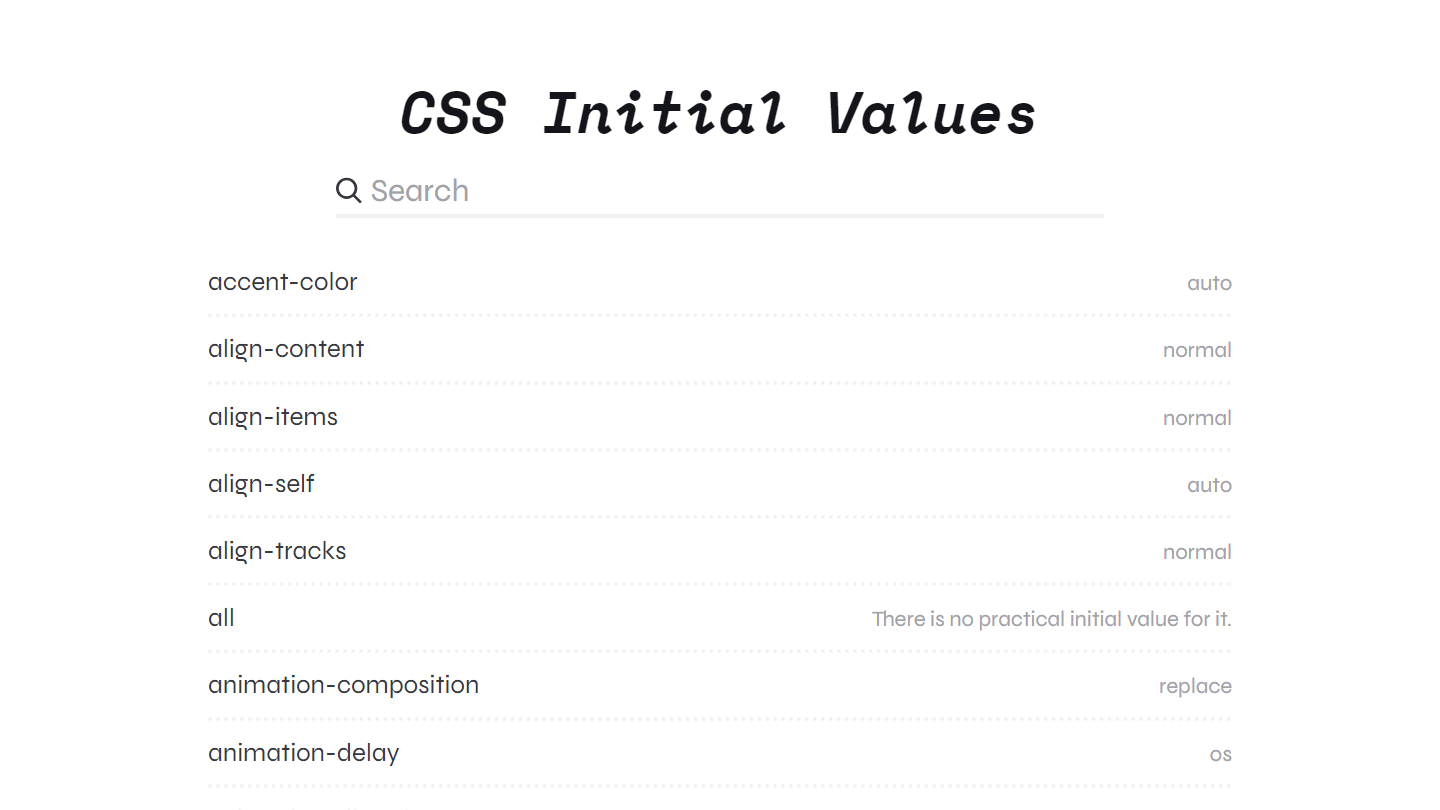 CSS Initial Values
Search
accent-color auto
align-content normal
align-items normal
align-self auto
align-tracks normal
all There is no practical initial value for it.
animation-composition replace
animation-delay 0s